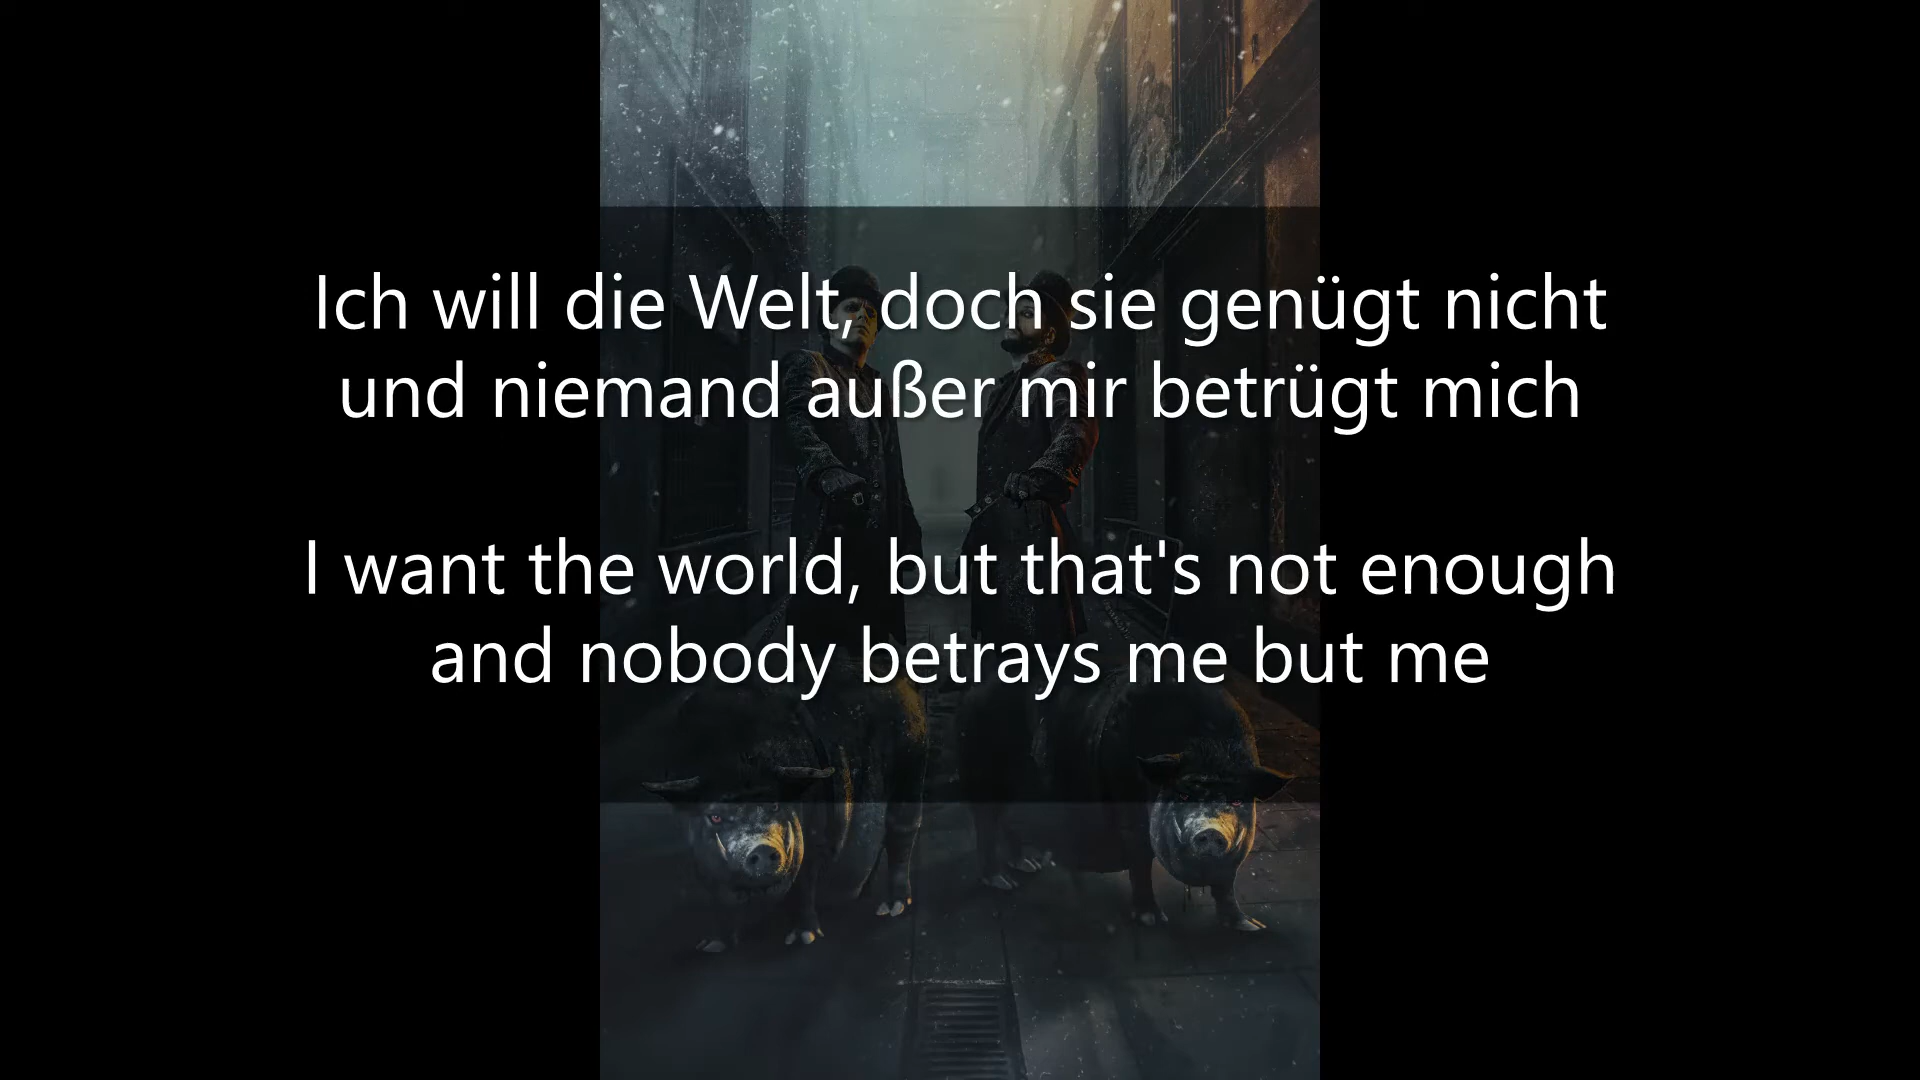 Ich will die Welt, doch sie genügt nicht
und niemand außer mir betrügt mich
I want the world, but that's not enough
and nobody betrays me but me